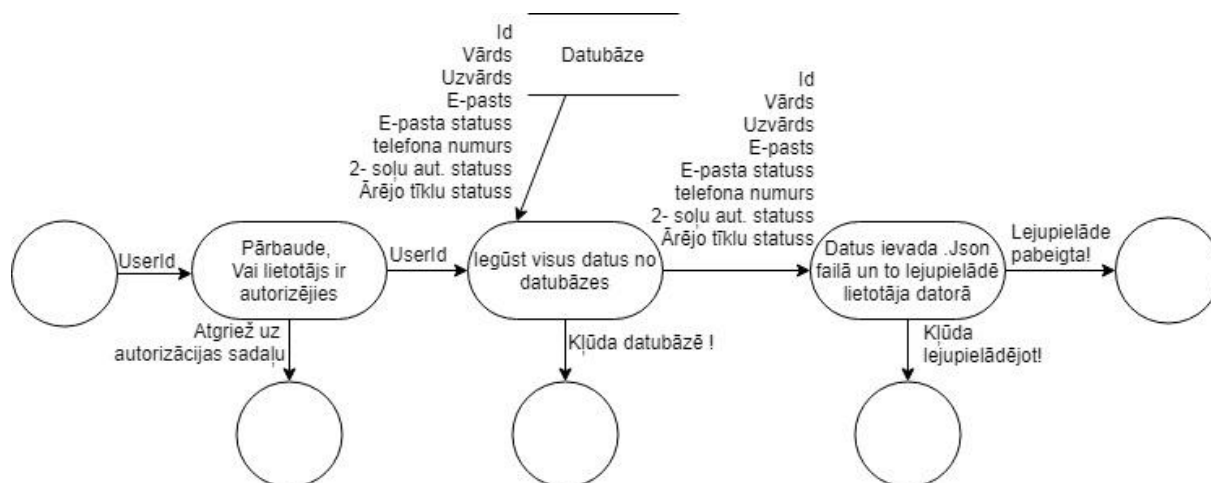 Id
Vārds
Uzvārds
E-pasts
E-pasta statuss
telefona numurs
2- soļu aut. statuss
Ārējo tīklu statuss
Datubāze
Id
Vārds
Uzvārds
E-pasts
E-pasta statuss
telefona numurs
2- soļu aut. statuss
Ārējo tīklu statuss
UserId
Pārbaude,
Vai lietotājs ir
autorizējies
UserId
Iegūst visus datus no
datubāzes
Datus ievada .Json
failā un to lejupielādē
lietotāja datorā
Lejupielāde
pabeigta!
Atgriež uz
autorizācijas sadaļu
Kļūda datubāzē !
Kļūda
lejupielādējot!